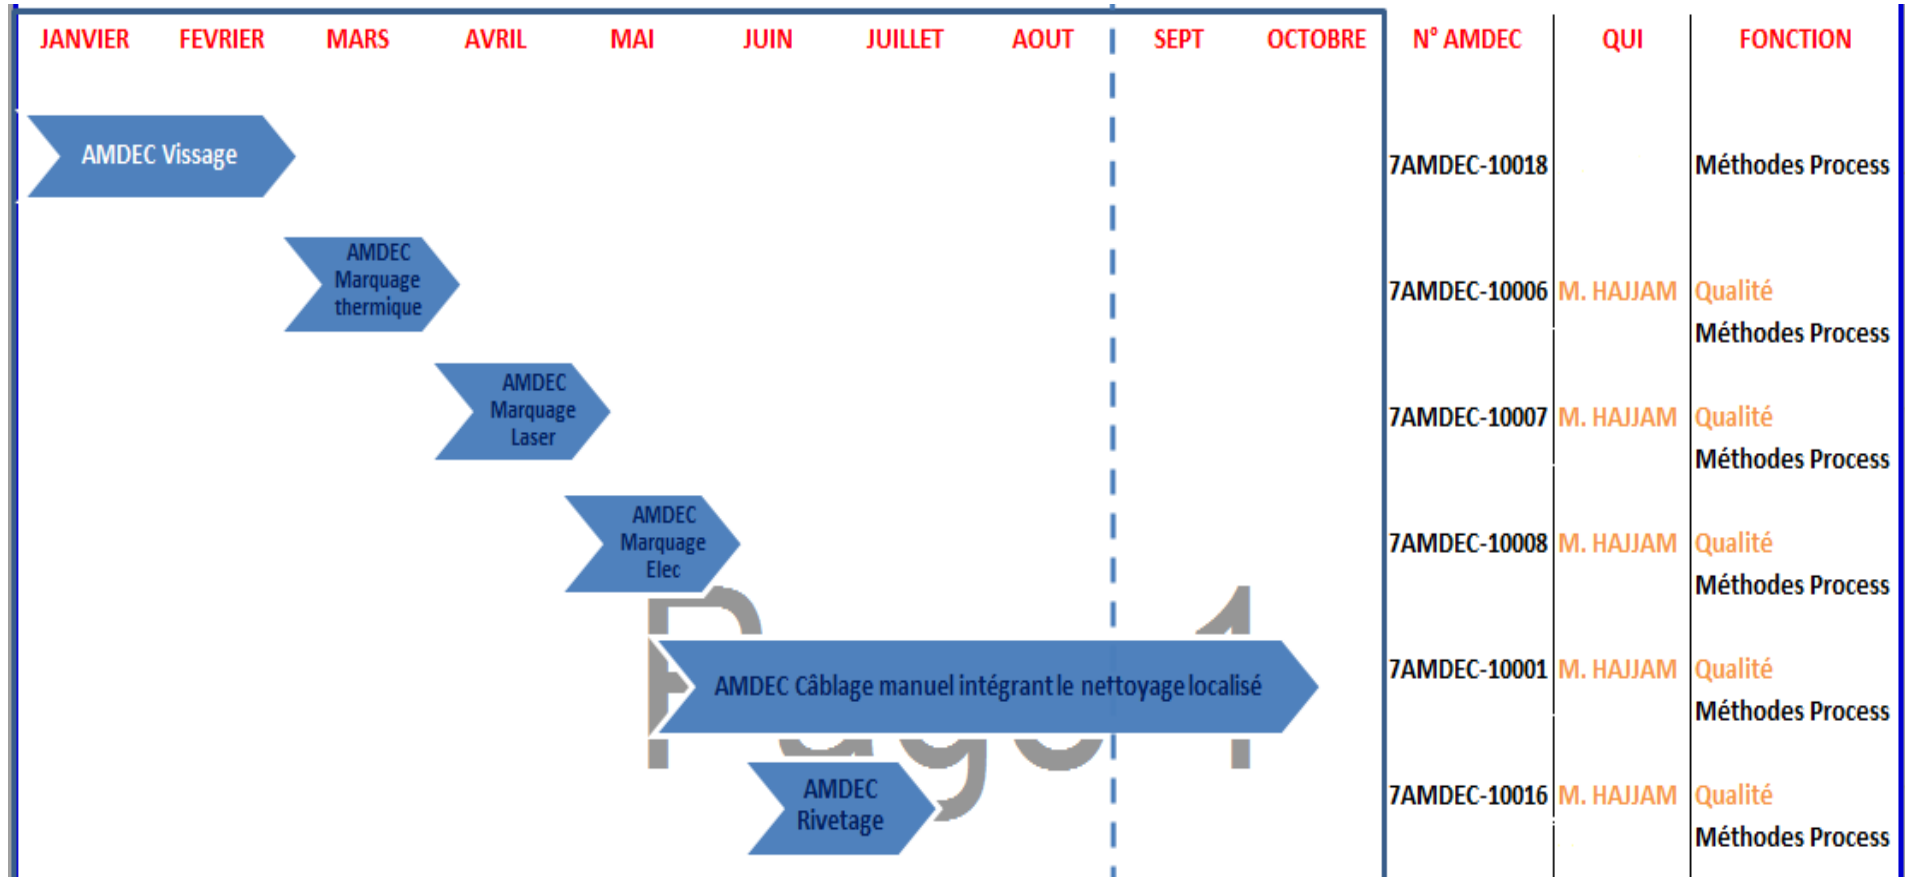 JANVIER FEVRIER MARS AVRIL MAI JUIN JUILLET AOUT SEPT OCTOBRE N° AMDEC QUI FONCTION
AMDEC Vissage
7AMDEC-10018 Méthodes Process
AMDEC
Marquage
thermique
7AMDEC-10006 M. HAJJAM Qualité
Méthodes Process
AMDEC
Marquage
Laser
7AMDEC-10007 M. HAJJAM Qualité
Méthodes Process
AMDEC
Marquage
Elec
7AMDEC-10008 M. HAJJAM Qualité
Méthodes Process
Page 1
AMDEC Câblage manuel intégrant le nettoyage localisé
7AMDEC-10001 M. HAJJAM Qualité
Méthodes Process
AMDEC
Rivetage
7AMDEC-10016 M. HAJJAM Qualité
Méthodes Process